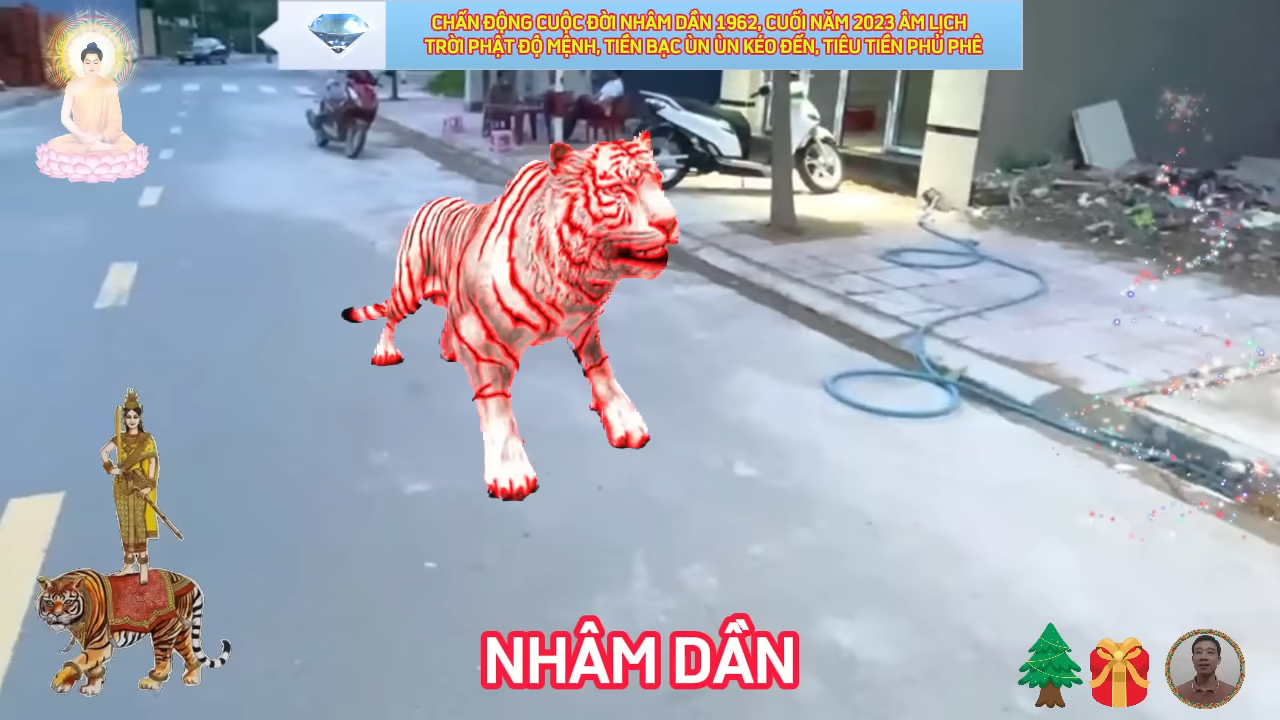 CHẤN ĐỘNG CUỘC ĐỜI NHÂM DẦN 1962, CUỐI NĂM 2023 ÂM LỊCH
TRỜI PHẬT ĐỘ MỆNH, TIỀN BẠC ÙN ÙN KÉO ĐẾN, TIÊU TIỀN PHỦ PHÊ
NHÂM DẦN